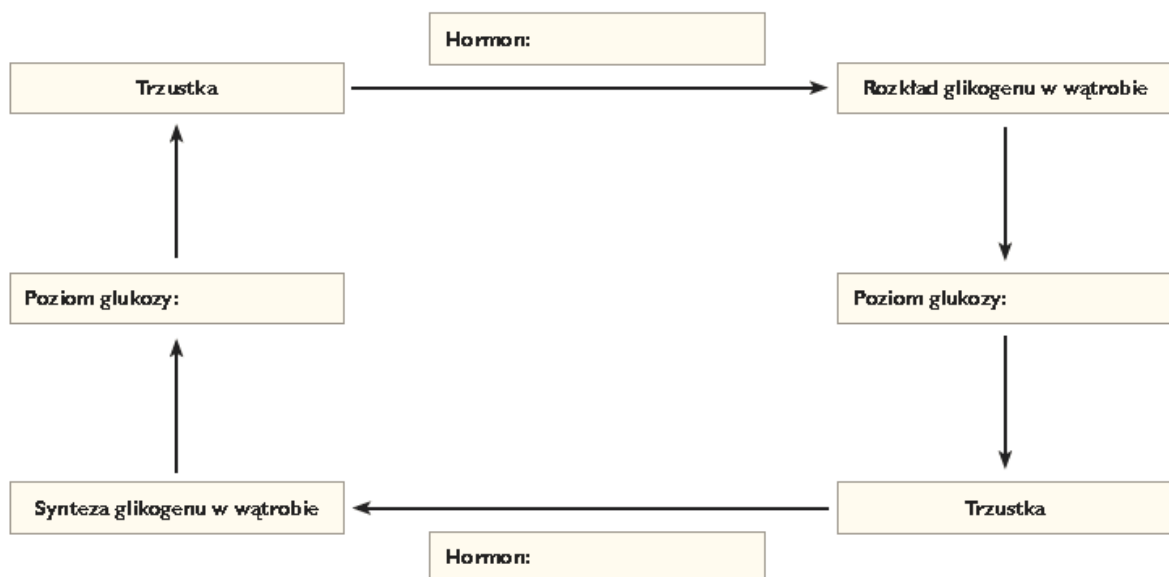 Hormon:
Trzustka
Rozkład glikogenu w wątrobie
Poziom glukozy:
Poziom glukozy:
Synteza glikogenu w wątrobie
Trzustka
Hormon: